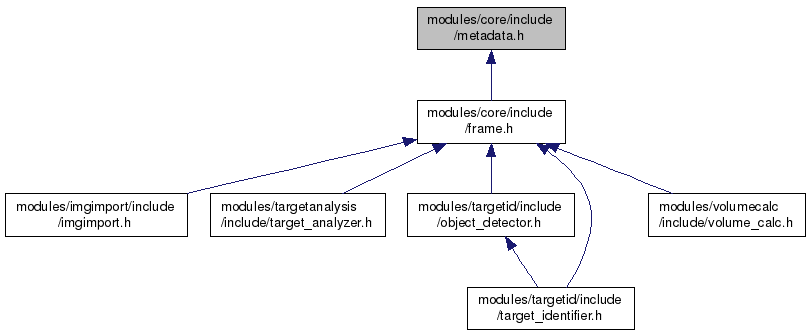 modules/core/include
/metadata.h
modules/core/include
/frame.h
modules/imgimport/include
/imgimport.h
modules/targetanalysis
/include/target_analyzer.h
modules/targetid/include
/object_detector.h
modules/volumecalc
/include/volume_calc.h
modules/targetid/include
/target_identifier.h